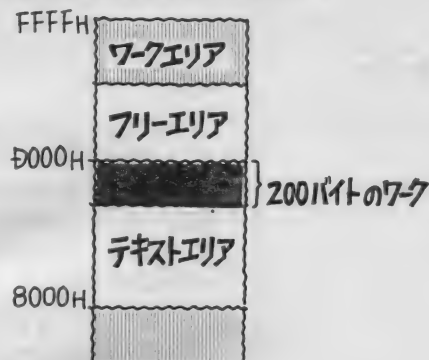 FFFFH
ワークエリア
フリーエリア
D000H
200バイトのワーク
テキストエリア
8000H